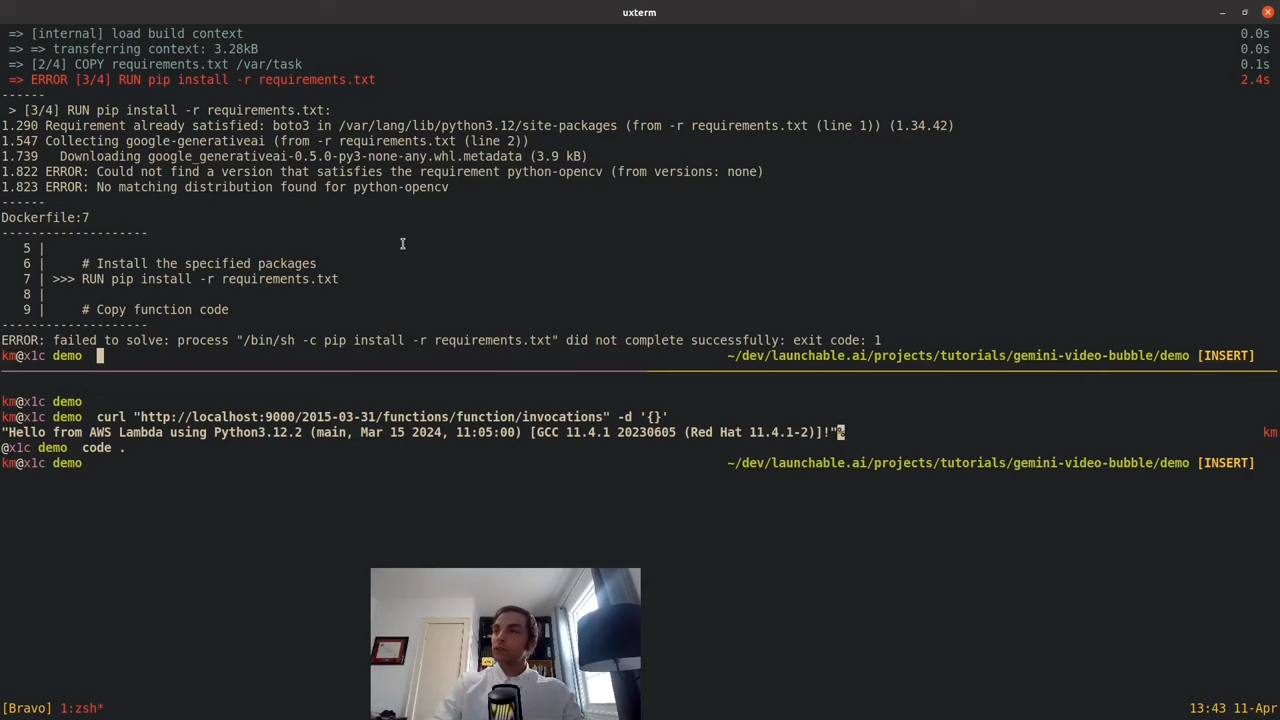 uxterm
=> [internal] load build context 0.0s
=> => transferring context: 3.28kB 0.0s
=> [2/4] COPY requirements.txt /var/task 0.1s
=> ERROR [3/4] RUN pip install -r requirements.txt 2.4s
------
> [3/4] RUN pip install -r requirements.txt:
1.290 Requirement already satisfied: boto3 in /var/lang/lib/python3.12/site-packages (from -r requirements.txt (line 1)) (1.34.42)
1.547 Collecting google-generativeai (from -r requirements.txt (line 2))
1.739   Downloading google_generativeai-0.5.0-py3-none-any.whl.metadata (3.9 kB)
1.822 ERROR: Could not find a version that satisfies the requirement python-opencv (from versions: none)
1.823 ERROR: No matching distribution found for python-opencv
------
Dockerfile:7
--------------------
5 |
6 |     # Install the specified packages
7 | >>> RUN pip install -r requirements.txt
8 |
9 |     # Copy function code
--------------------
ERROR: failed to solve: process "/bin/sh -c pip install -r requirements.txt" did not complete successfully: exit code: 1
km@x1c demo ~/dev/launchable.ai/projects/tutorials/gemini-video-bubble/demo [INSERT]
km@x1c demo
km@x1c demo  curl "http://localhost:9000/2015-03-31/functions/function/invocations" -d '{}'
"Hello from AWS Lambda using Python3.12.2 (main, Mar 15 2024, 11:05:00) [GCC 11.4.1 20230605 (Red Hat 11.4.1-2)]!"% km
@x1c demo  code .
km@x1c demo ~/dev/launchable.ai/projects/tutorials/gemini-video-bubble/demo [INSERT]
[Bravo] 1:zsh* 13:43 11-Apr